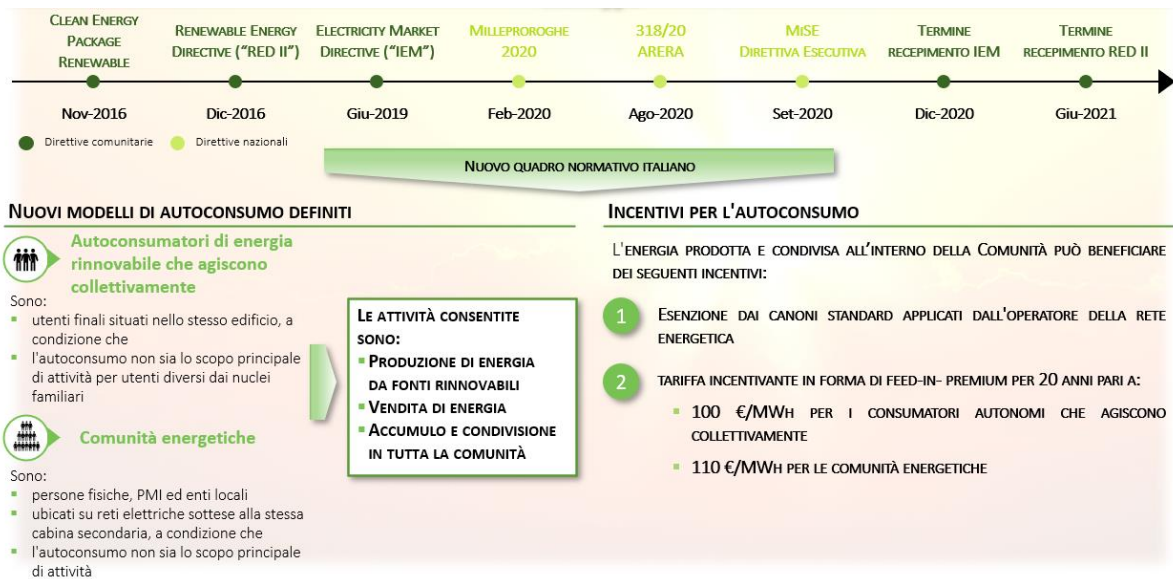 CLEAN ENERGY
PACKAGE
RENEWABLE
RENEWABLE ENERGY
DIRECTIVE ("RED II")
ELECTRICITY MARKET
DIRECTIVE ("IEM")
MILLEPROROGHE
2020
318/20
ARERA
MISE
DIRETTIVA ESECUTIVA
TERMINE
RECEPIMENTO IEM
TERMINE
RECEPIMENTO RED II
Nov-2016
Dic-2016
Giu-2019
Feb-2020
Ago-2020
Set-2020
Dic-2020
Giu-2021
Direttive comunitarie
Direttive nazionali
NUOVO QUADRO NORMATIVO ITALIANO
NUOVI MODELLI DI AUTOCONSUMO DEFINITI
Autoconsumatori di energia
rinnovabile che agiscono
collettivamente
Sono:
▪ utenti finali situati nello stesso edificio, a
condizione che
▪ l'autoconsumo non sia lo scopo principale
di attività per utenti diversi dai nuclei
familiari
Comunità energetiche
Sono:
▪ persone fisiche, PMI ed enti locali
▪ ubicati su reti elettriche sottese alla stessa
cabina secondaria, a condizione che
▪ l'autoconsumo non sia lo scopo principale
di attività
LE ATTIVITÀ CONSENTITE
SONO:
▪ PRODUZIONE DI ENERGIA
DA FONTI RINNOVABILI
▪ VENDITA DI ENERGIA
▪ ACCUMULO E CONDIVISIONE
IN TUTTA LA COMUNITÀ
INCENTIVI PER L'AUTOCONSUMO
L'ENERGIA PRODOTTA E CONDIVISA ALL'INTERNO DELLA COMUNITÀ PUÒ BENEFICIARE
DEI SEGUENTI INCENTIVI:
1 ESENZIONE DAI CANONI STANDARD APPLICATI DALL'OPERATORE DELLA RETE
ENERGETICA
2 TARIFFA INCENTIVANTE IN FORMA DI FEED-IN- PREMIUM PER 20 ANNI PARI A:
▪ 100 €/MWH PER I CONSUMATORI AUTONOMI CHE AGISCONO
COLLETTIVAMENTE
▪ 110 €/MWH PER LE COMUNITÀ ENERGETICHE